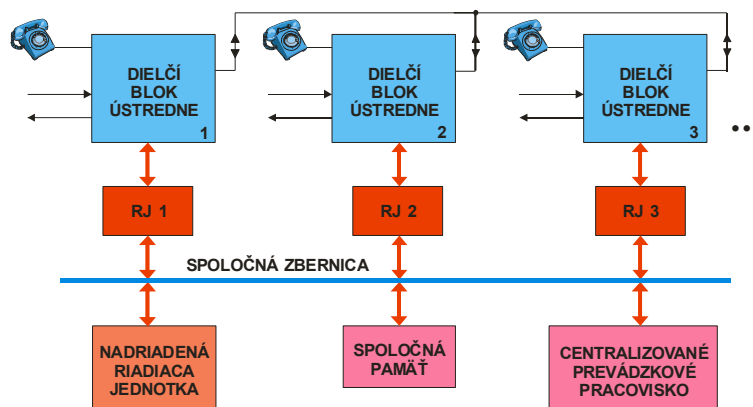 DIELČÍ
BLOK
ÚSTREDNE
1
DIELČÍ
BLOK
ÚSTREDNE
2
DIELČÍ
BLOK
ÚSTREDNE
3
RJ 1
RJ 2
RJ 3
SPOLOČNÁ ZBERNICA
NADRIADENÁ
RIADIACA
JEDNOTKA
SPOLOČNÁ
PAMÄŤ
CENTRALIZOVANÉ
PREVÁDZKOVÉ
PRACOVISKO